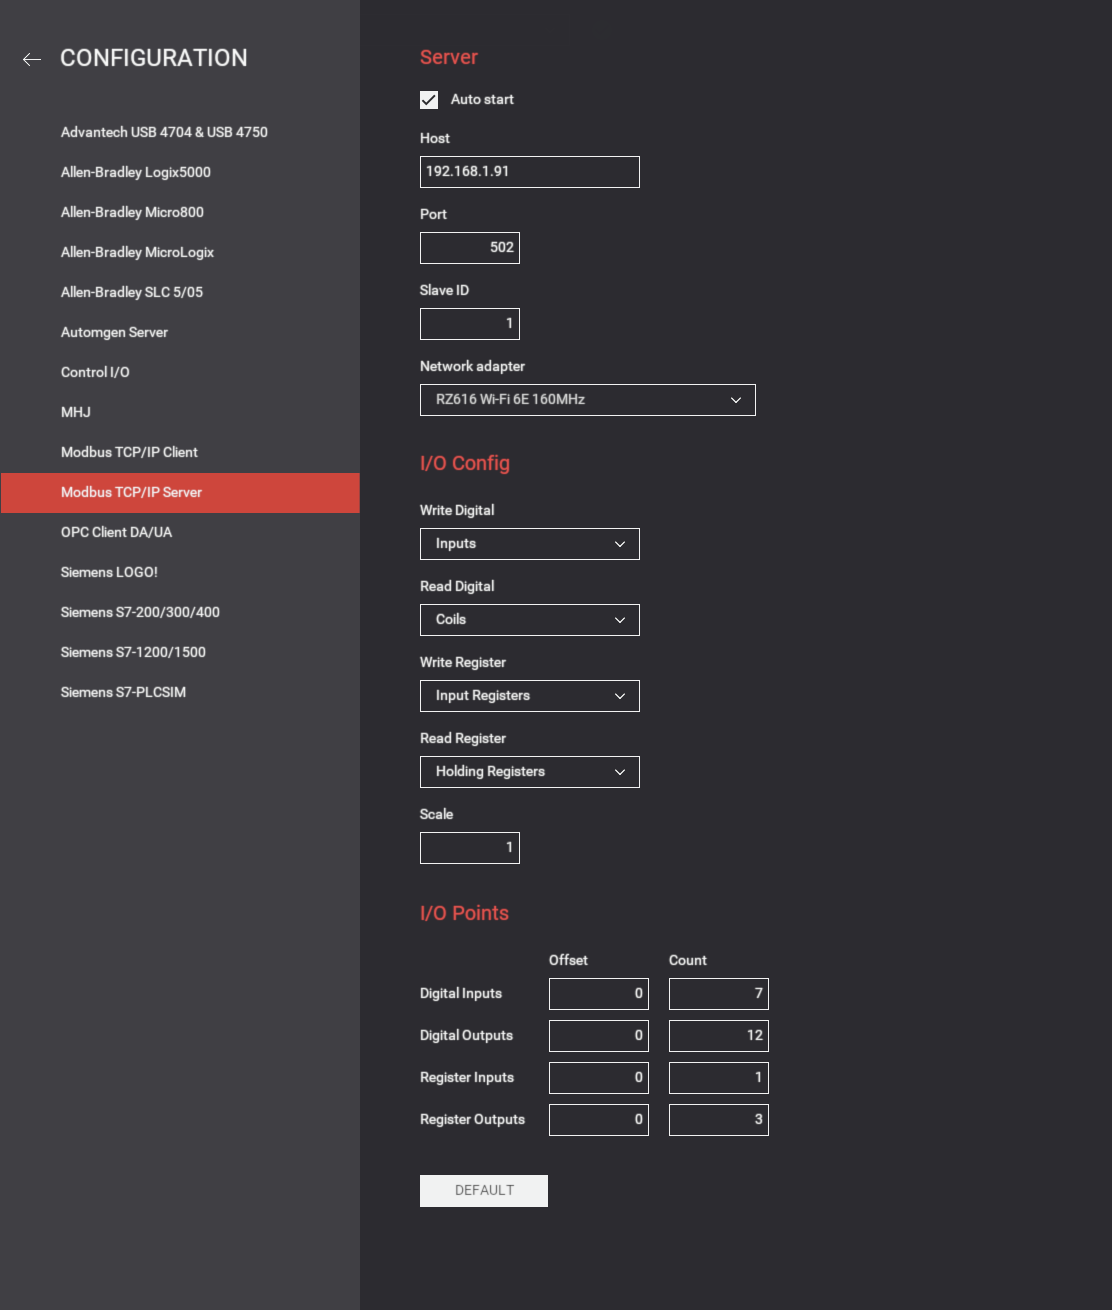 CONFIGURATION
Advantech USB 4704 & USB 4750
Allen-Bradley Logix5000
Allen-Bradley Micro800
Allen-Bradley MicroLogix
Allen-Bradley SLC 5/05
Automgen Server
Control I/O
MHJ
Modbus TCP/IP Client
Modbus TCP/IP Server
OPC Client DA/UA
Siemens LOGO!
Siemens S7-200/300/400
Siemens S7-1200/1500
Siemens S7-PLCSIM
Server
Auto start
Host
192.168.1.91
Port
502
Slave ID
1
Network adapter
RZ616 Wi-Fi 6E 160MHz
I/O Config
Write Digital
Inputs
Read Digital
Coils
Write Register
Input Registers
Read Register
Holding Registers
Scale
1
I/O Points
Offset Count
Digital Inputs 0 7
Digital Outputs 0 12
Register Inputs 0 1
Register Outputs 0 3
DEFAULT